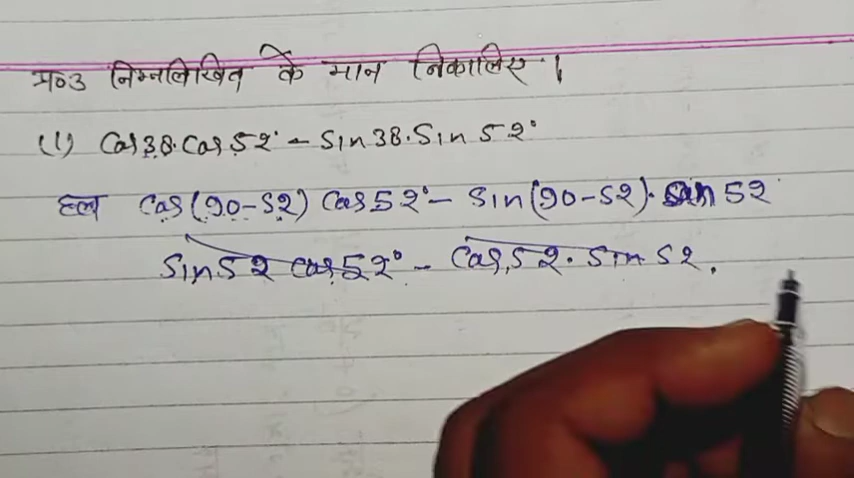 प्र०३ निम्नलिखित के मान निकालिए।
(1) Cos38.Cos52° - Sin38.Sin52°
हल Cos(90-52) Cos52° - Sin(90-52).Sin52
Sin52 Cos52° - Cos52.Sin52.